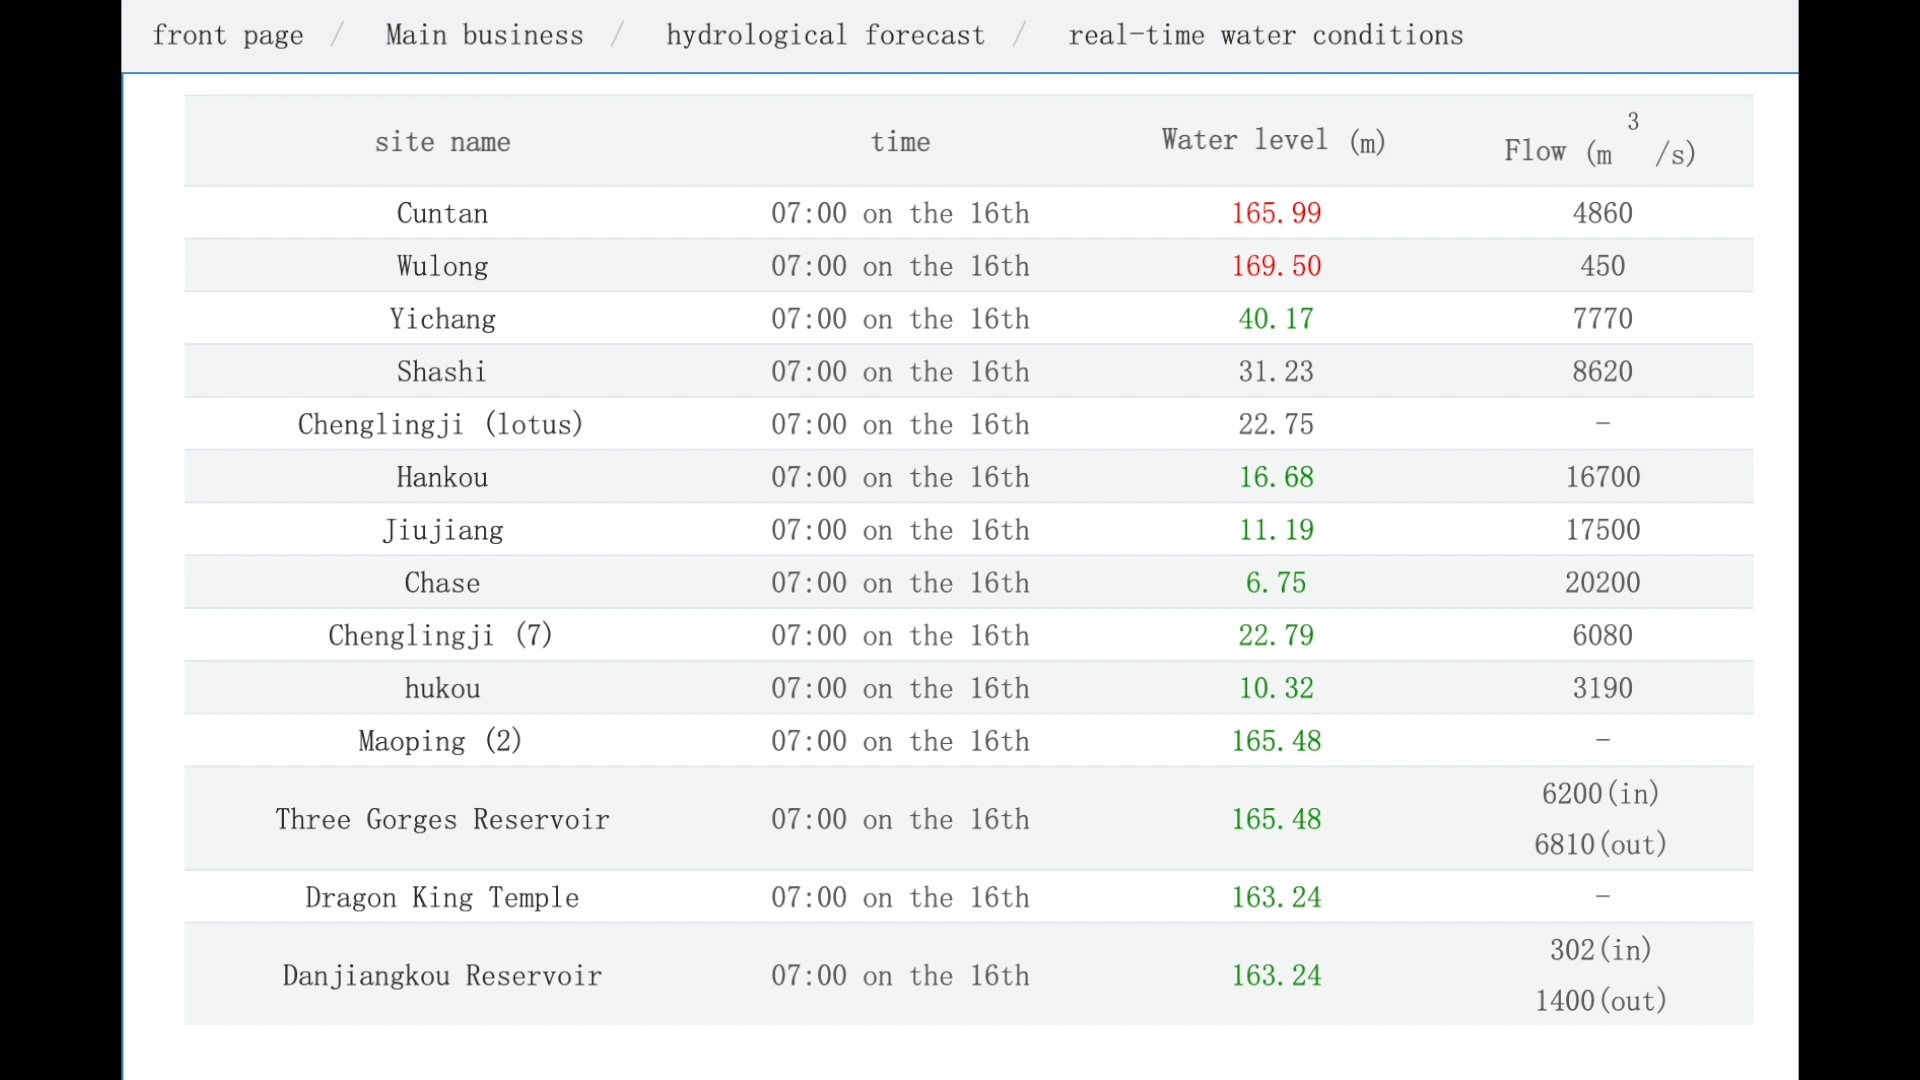 front page / Main business / hydrological forecast / real-time water conditions
site name time Water level (m) Flow (m³/s)
Cuntan 07:00 on the 16th 165.99 4860
Wulong 07:00 on the 16th 169.50 450
Yichang 07:00 on the 16th 40.17 7770
Shashi 07:00 on the 16th 31.23 8620
Chenglingji (lotus) 07:00 on the 16th 22.75 -
Hankou 07:00 on the 16th 16.68 16700
Jiujiang 07:00 on the 16th 11.19 17500
Chase 07:00 on the 16th 6.75 20200
Chenglingji (7) 07:00 on the 16th 22.79 6080
hukou 07:00 on the 16th 10.32 3190
Maoping (2) 07:00 on the 16th 165.48 -
Three Gorges Reservoir 07:00 on the 16th 165.48 6200(in)
6810(out)
Dragon King Temple 07:00 on the 16th 163.24 -
Danjiangkou Reservoir 07:00 on the 16th 163.24 302(in)
1400(out)